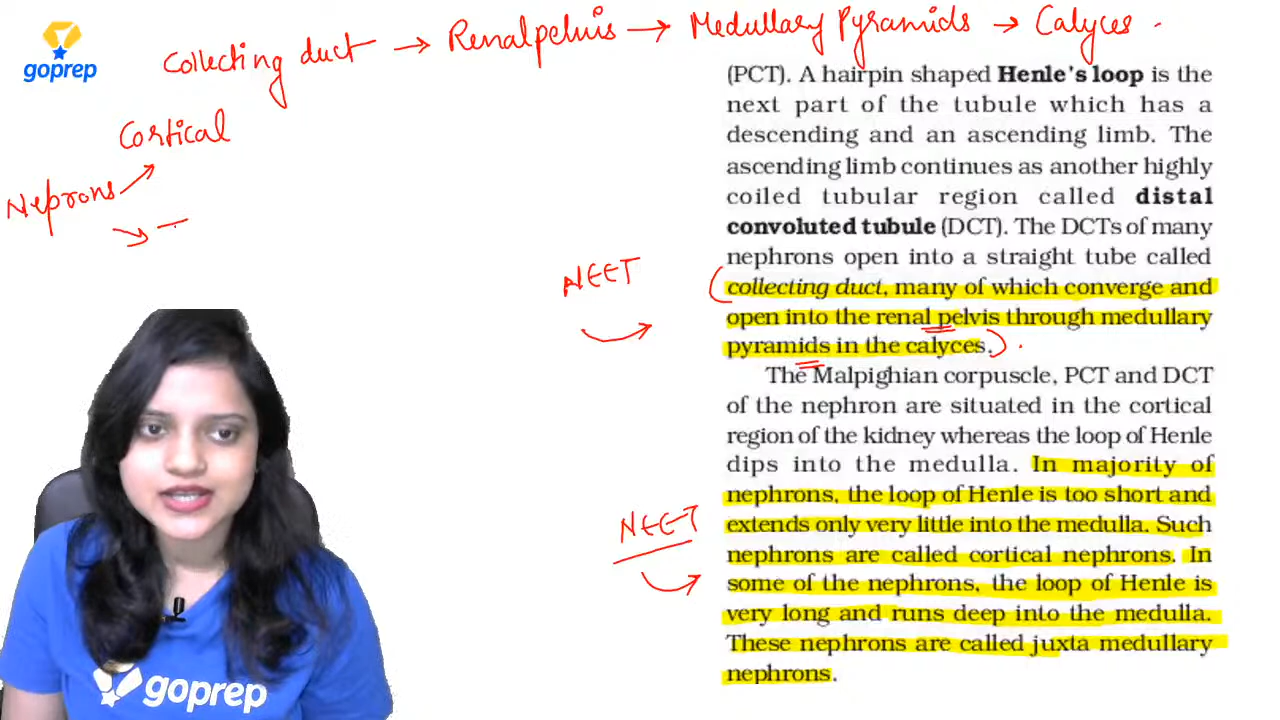 goprep
Collecting duct → Renal pelvis → Medullary Pyramids → Calyces
Cortical
Neprons
NEET
NEET
(PCT). A hairpin shaped Henle's loop is the
next part of the tubule which has a
descending and an ascending limb. The
ascending limb continues as another highly
coiled tubular region called distal
convoluted tubule (DCT). The DCTs of many
nephrons open into a straight tube called
collecting duct, many of which converge and
open into the renal pelvis through medullary
pyramids in the calyces.
The Malpighian corpuscle, PCT and DCT
of the nephron are situated in the cortical
region of the kidney whereas the loop of Henle
dips into the medulla. In majority of
nephrons, the loop of Henle is too short and
extends only very little into the medulla. Such
nephrons are called cortical nephrons. In
some of the nephrons, the loop of Henle is
very long and runs deep into the medulla.
These nephrons are called juxta medullary
nephrons.
goprep